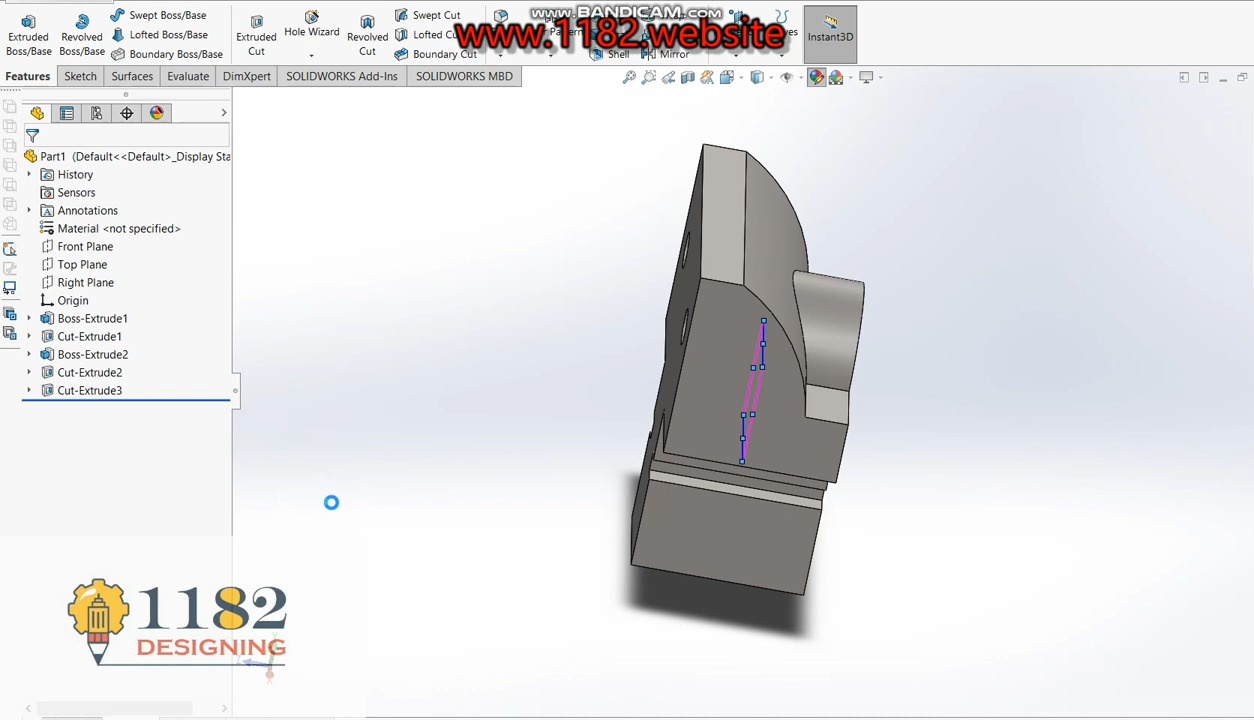 www.BANDICAM.com
www.1182.website
Extruded Boss/Base
Revolved Boss/Base
Swept Boss/Base
Lofted Boss/Base
Boundary Boss/Base
Extruded Cut
Hole Wizard
Revolved Cut
Swept Cut
Lofted Cut
Boundary Cut
Shell
Mirror
Instant3D
Features
Sketch
Surfaces
Evaluate
DimXpert
SOLIDWORKS Add-Ins
SOLIDWORKS MBD
Part1 (Default<<Default>_Display Sta
History
Sensors
Annotations
Material <not specified>
Front Plane
Top Plane
Right Plane
Origin
Boss-Extrude1
Cut-Extrude1
Boss-Extrude2
Cut-Extrude2
Cut-Extrude3
1182
DESIGNING